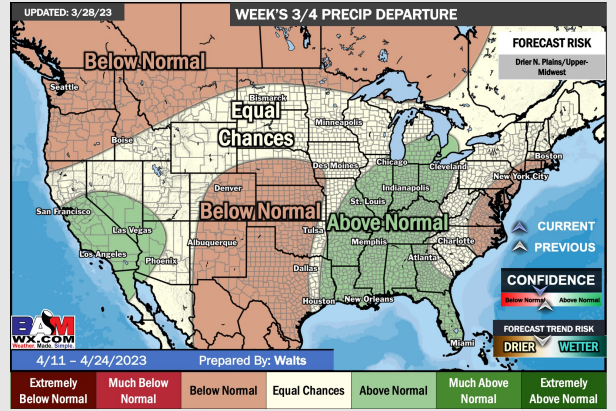 UPDATED: 3/28/23
WEEK'S 3/4 PRECIP DEPARTURE
FORECAST RISK
Drier N. Plains/Upper-
Midwest
Below Normal
Seattle
Bismarck
Equal
Chances
Minneapolis
Boise
Boston
Des Moines
Chicago
Cleveland
New York City
Denver
Indianapolis
San Francisco
Below Normal
St. Louis
Above Normal
Las Vegas
Tulsa
CURRENT
Albuquerque
Memphis
Charlotte
PREVIOUS
Los Angeles
Phoenix
Atlanta
Dallas
CONFIDENCE
Houston
New Orleans
Below Normal
Above Normal
BAM
WX.COM
Weather. Made. Simple.
FORECAST TREND RISK
DRIER
WETTER
Miami
4/11 – 4/24/2023
Prepared By: Walts
Extremely
Below Normal
Much Below
Normal
Below
Normal
Equal Chances
Above
Normal
Much Above
Normal
Extremely
Above Normal